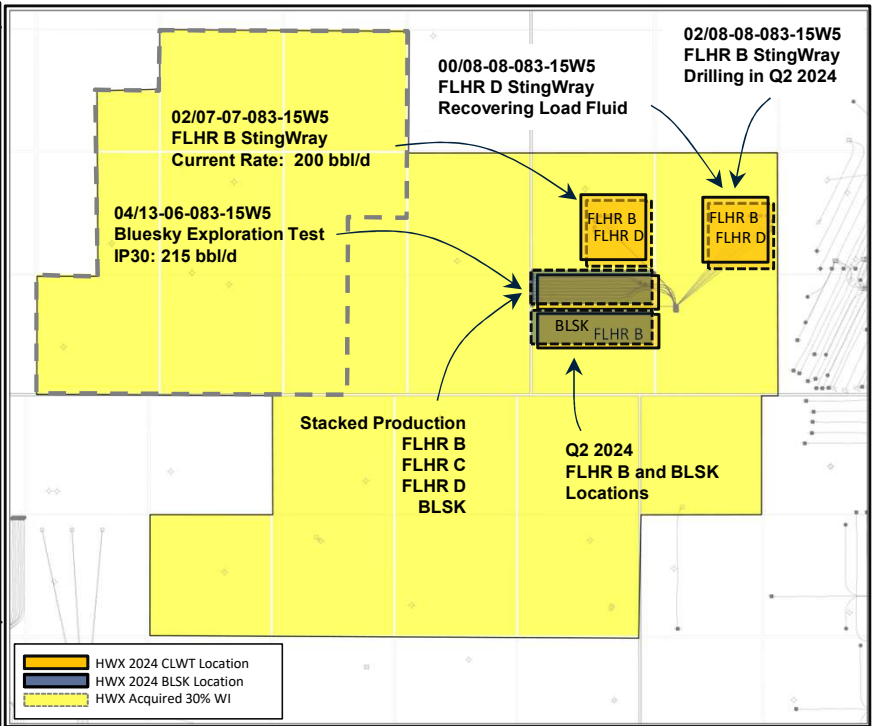 02/08-08-083-15W5
FLHR B StingWray
Drilling in Q2 2024
00/08-08-083-15W5
FLHR D StingWray
Recovering Load Fluid
02/07-07-083-15W5
FLHR B StingWray
Current Rate: 200 bbl/d
04/13-06-083-15W5
Bluesky Exploration Test
IP30: 215 bbl/d
FLHR B
FLHR D
FLHR B
FLHR D
BLSK
FLHR B
Stacked Production
FLHR B
FLHR C
FLHR D
BLSK
Q2 2024
FLHR B and BLSK
Locations
HWX 2024 CLWT Location
HWX 2024 BLSK Location
HWX Acquired 30% WI